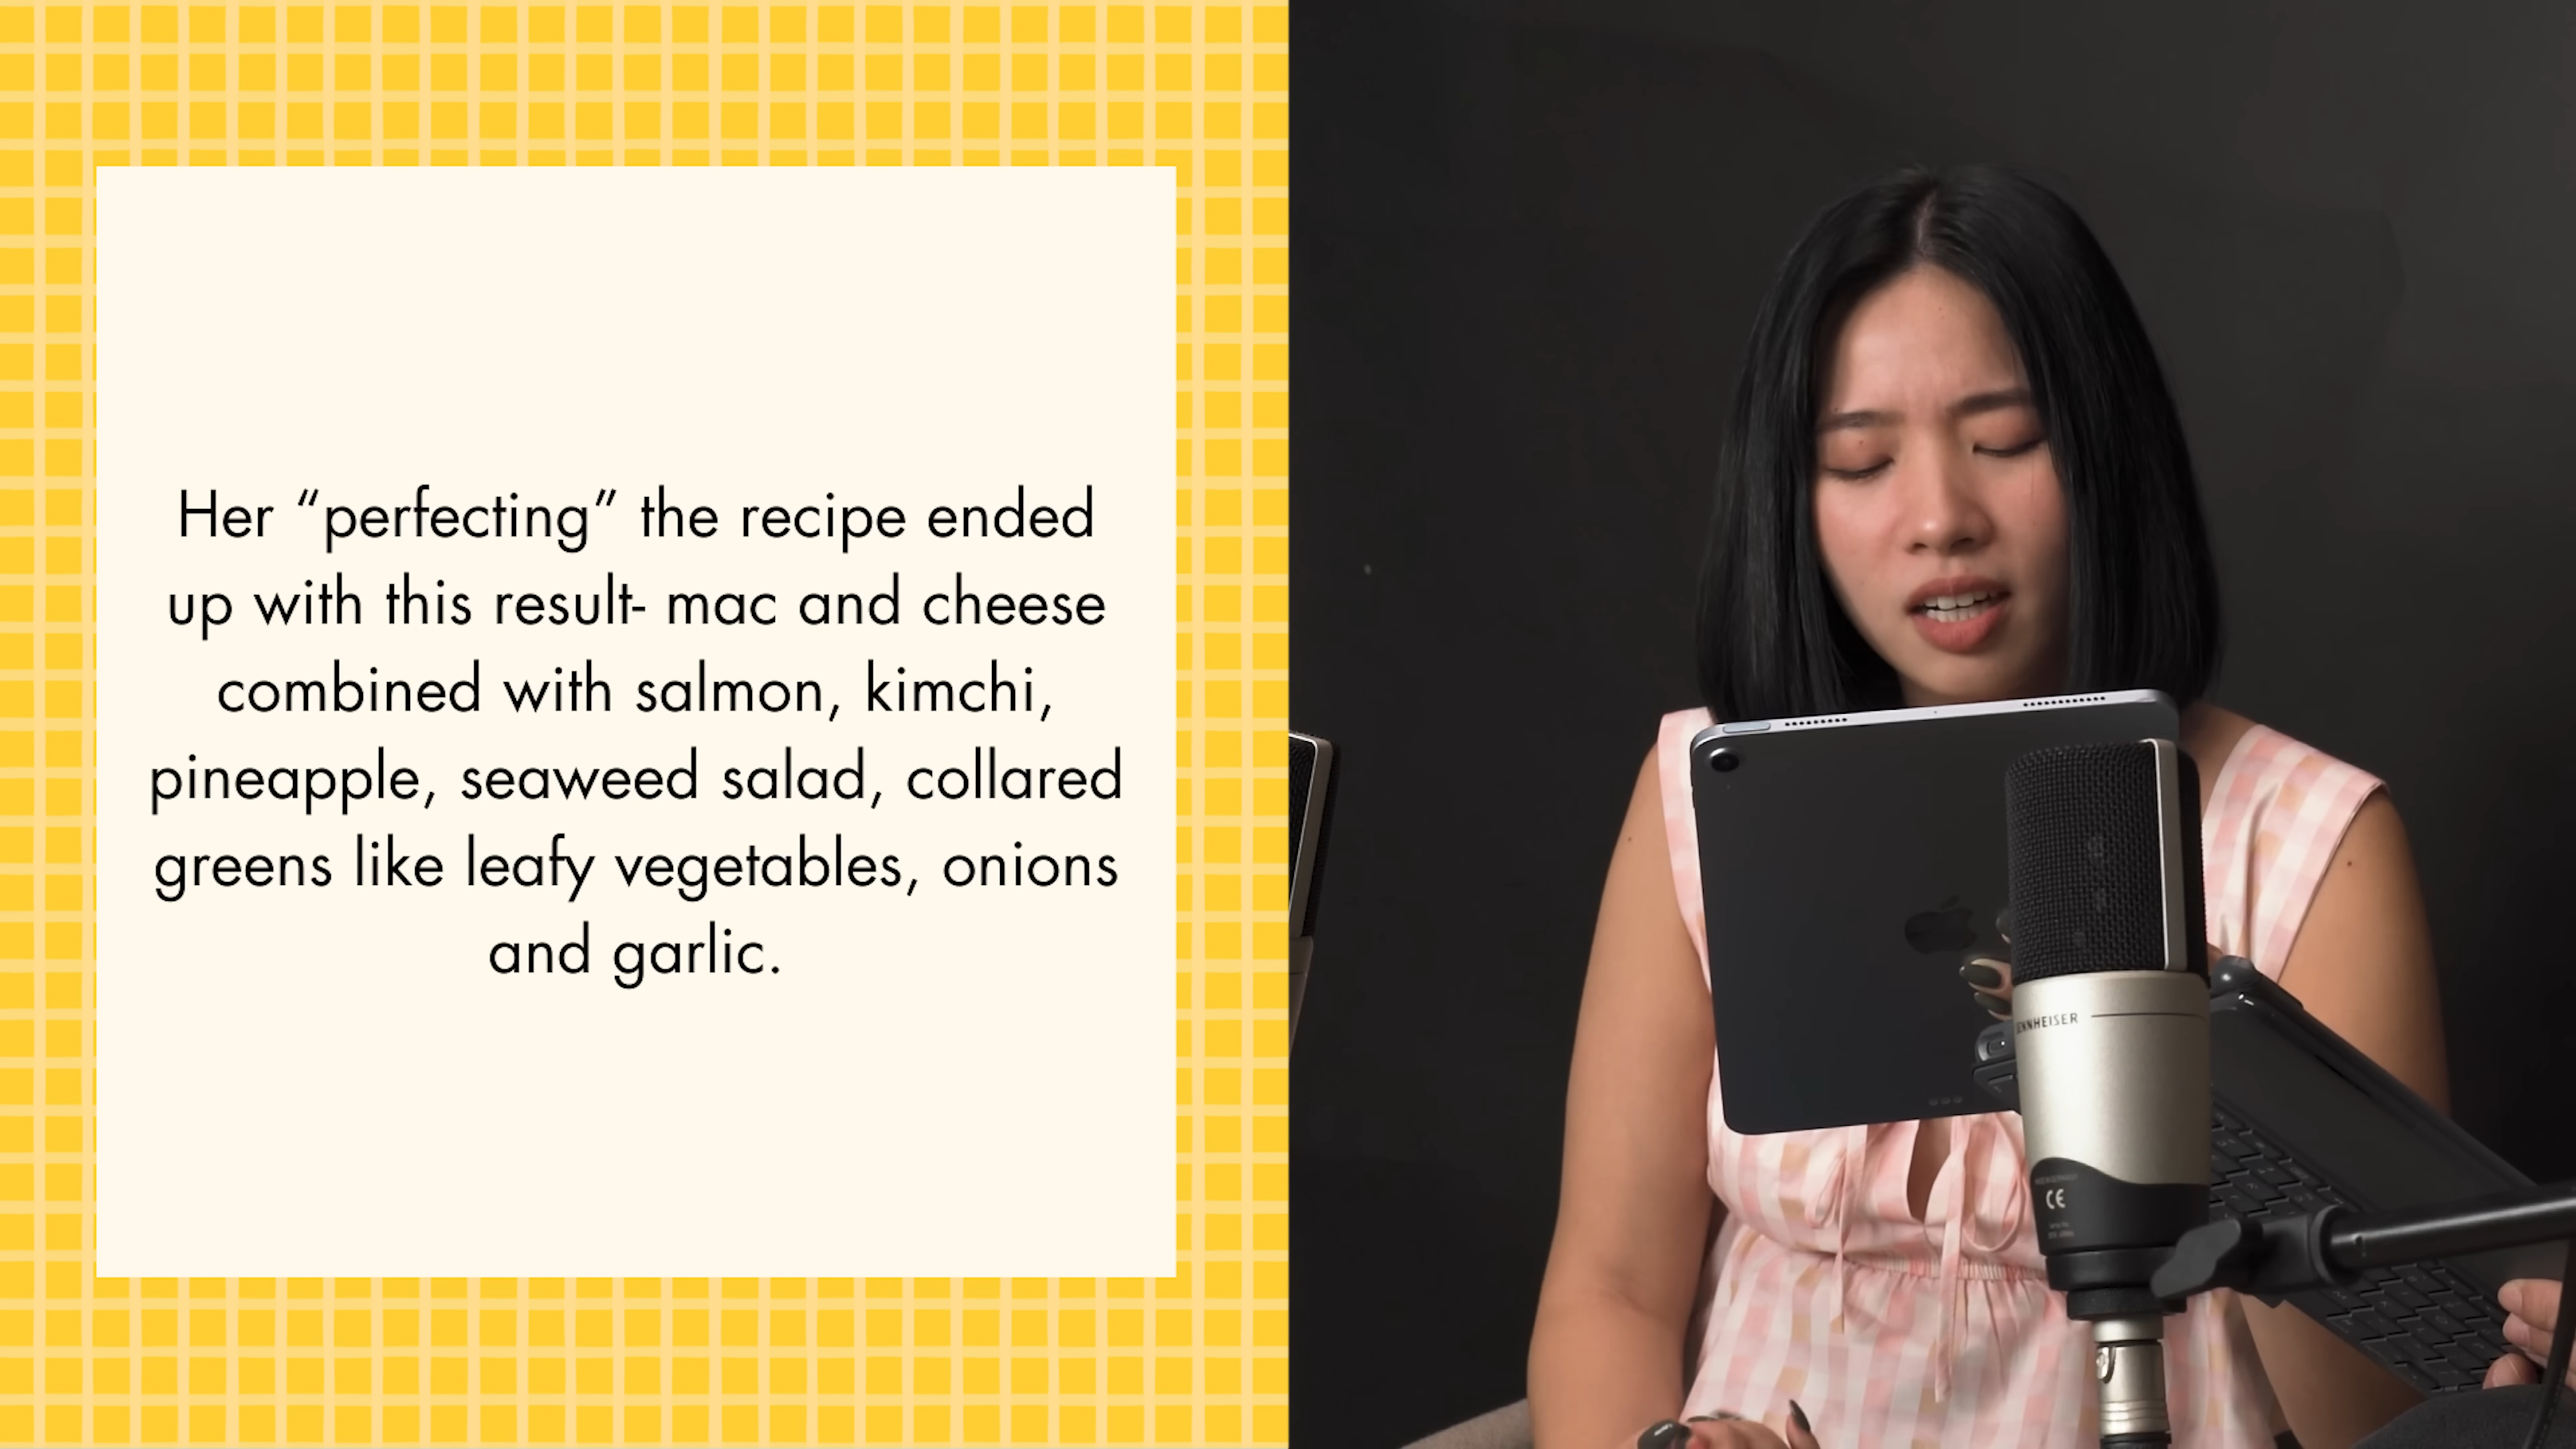 Her “perfecting” the recipe ended
up with this result- mac and cheese
combined with salmon, kimchi,
pineapple, seaweed salad, collared
greens like leafy vegetables, onions
and garlic.
CE